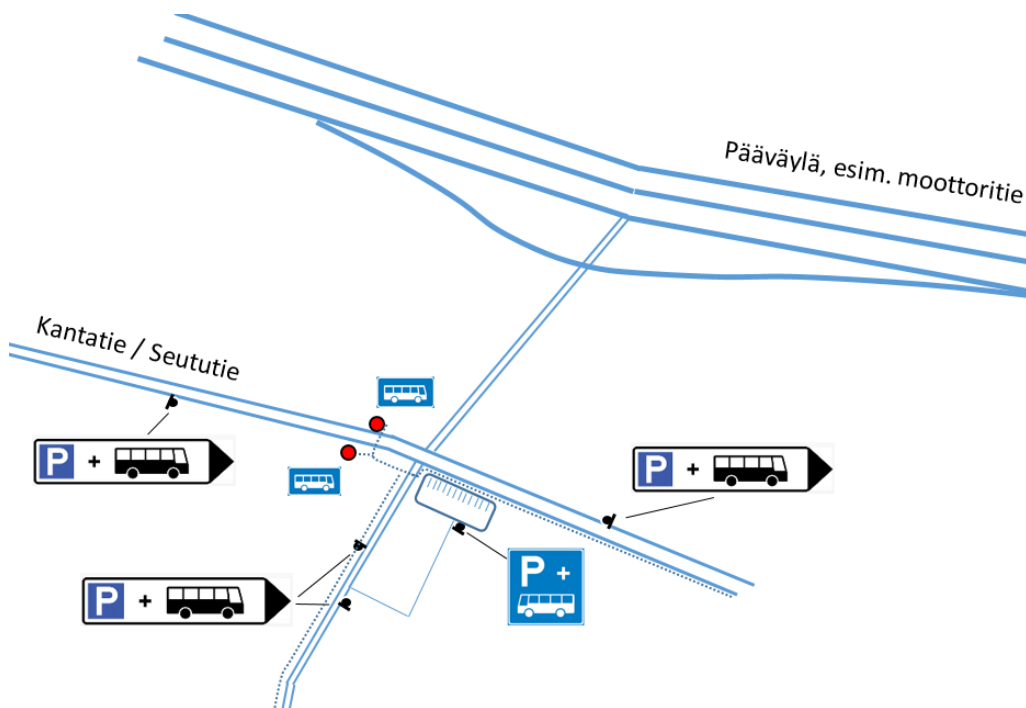 Pääväylä, esim. moottoritie
Kantatie / Seututie
P +
P +
P +
P +